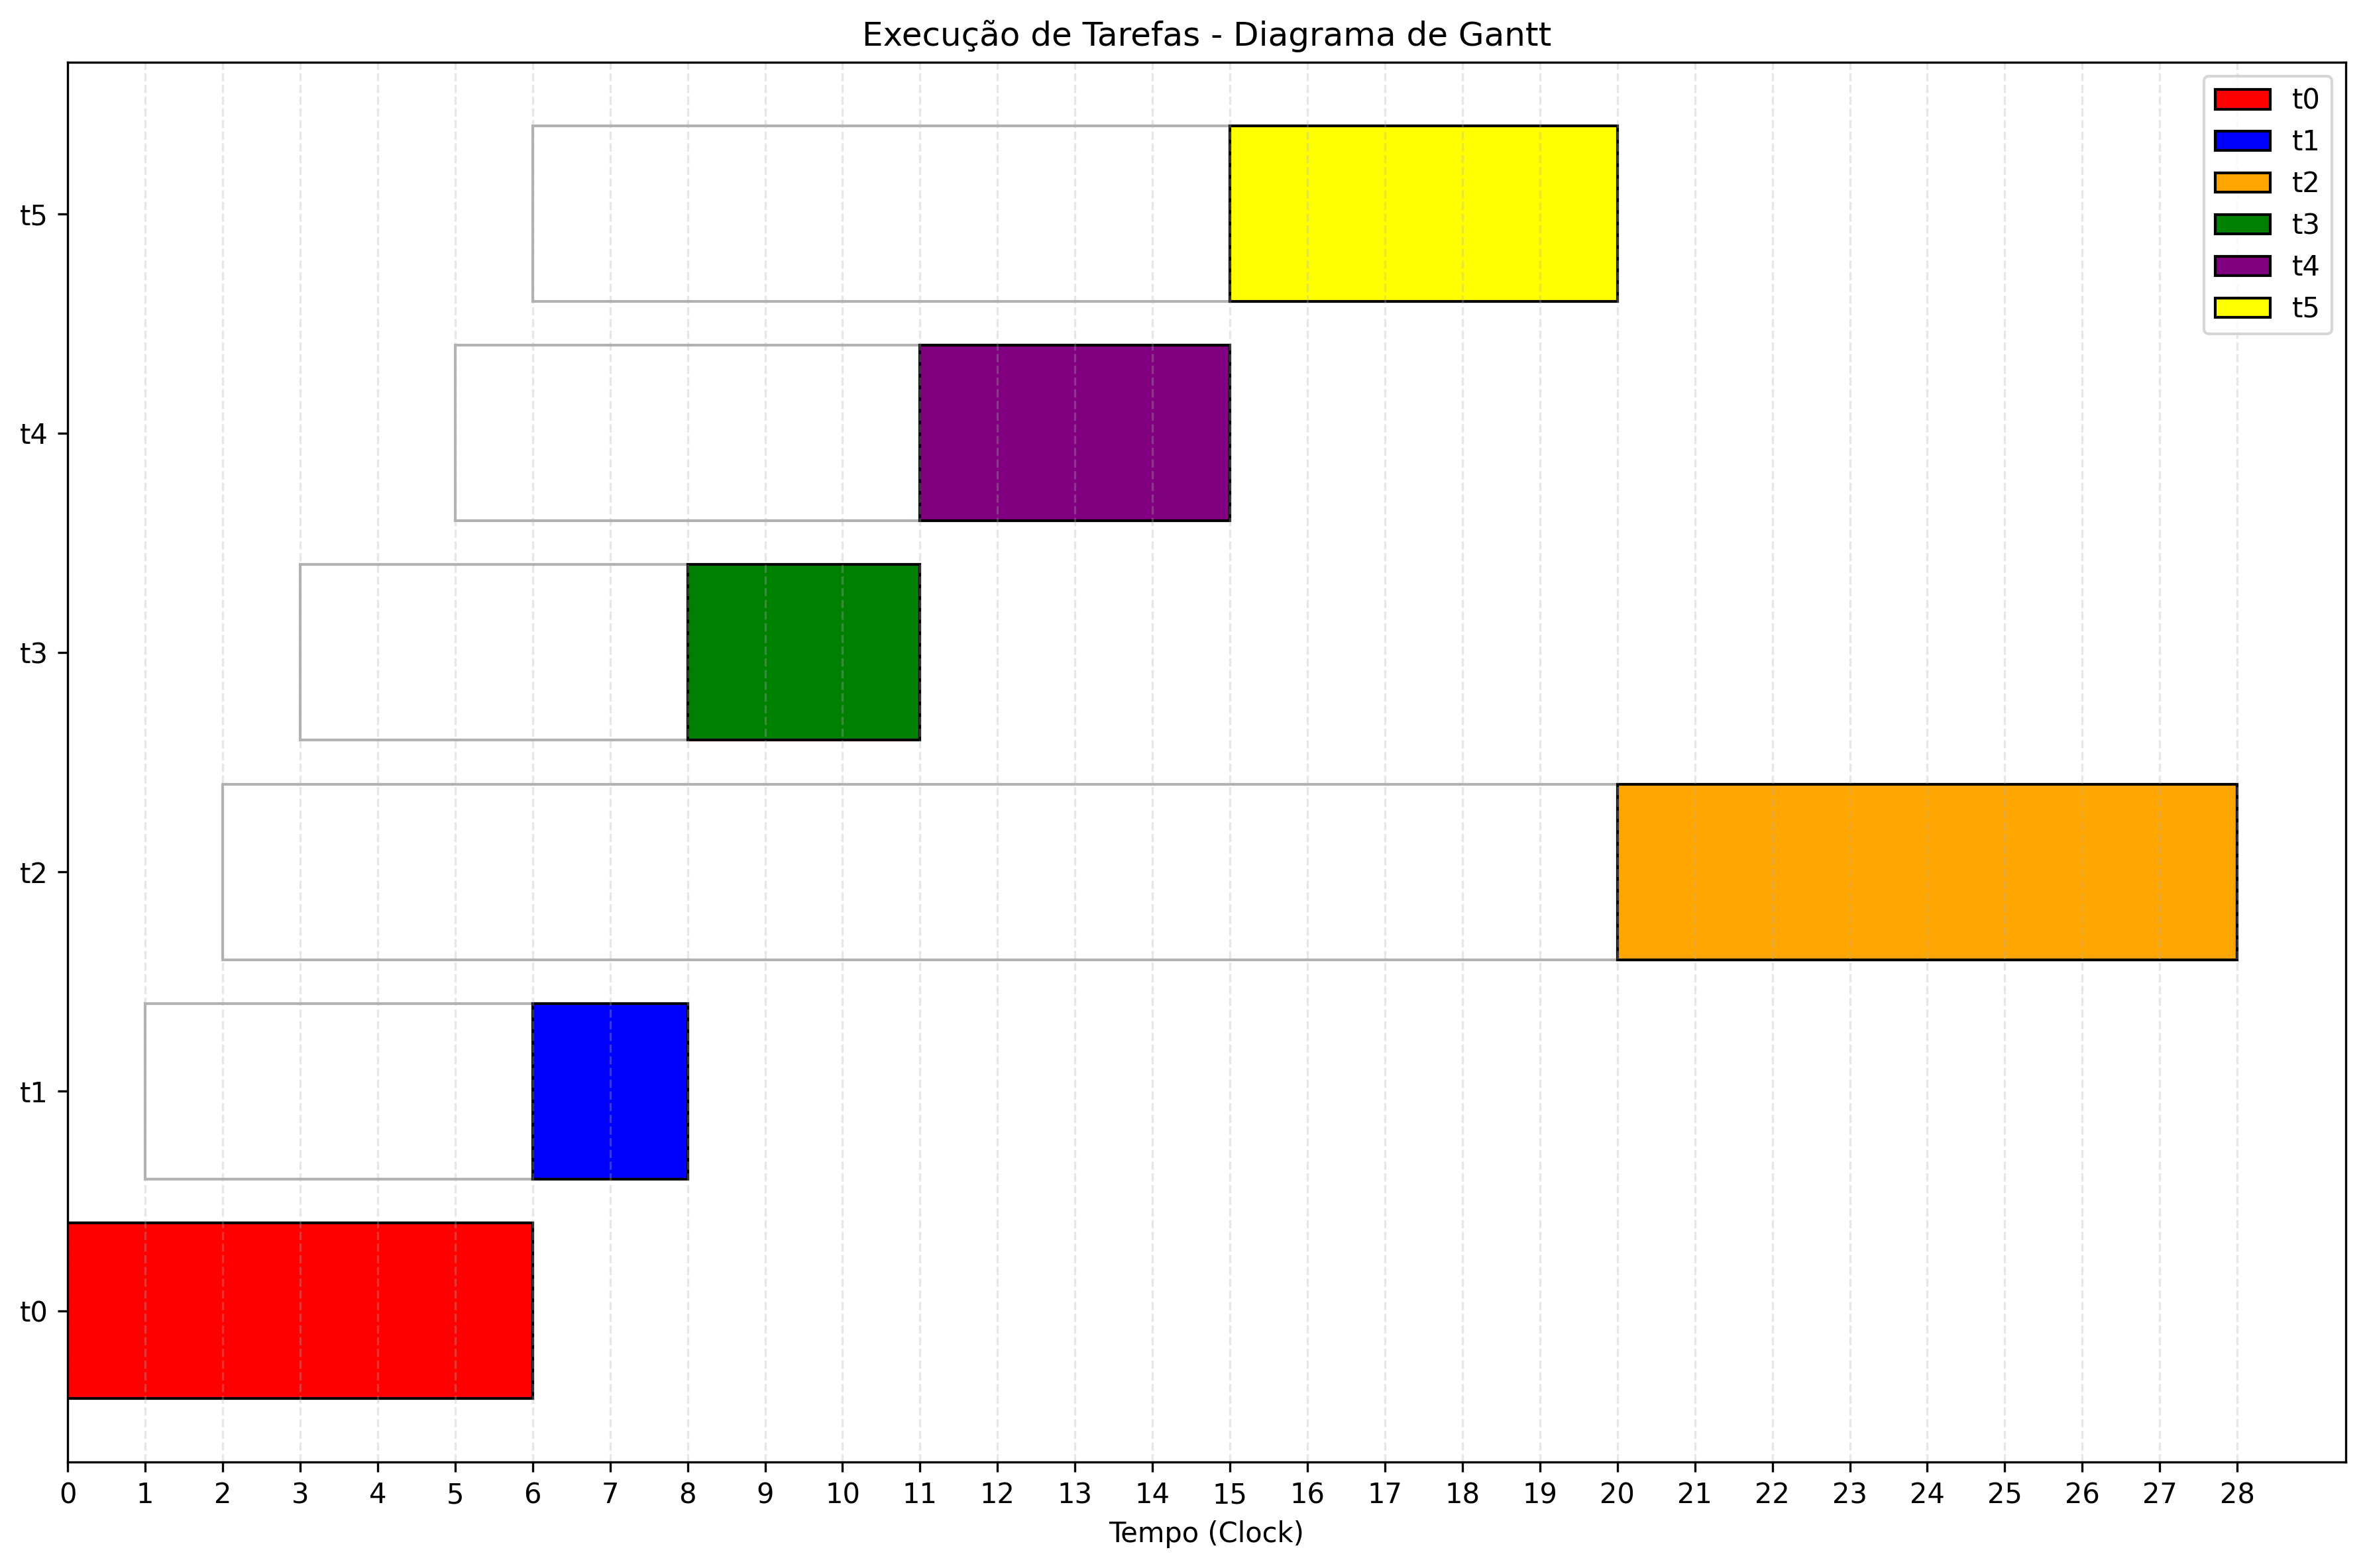 Execução de Tarefas - Diagrama de Gantt
t0
t1
t2
t3
t4
t5
t5
t4
t3
t2
t1
t0
0 1 2 3 4 5 6 7 8 9 10 11 12 13 14 15 16 17 18 19 20 21 22 23 24 25 26 27 28
Tempo (Clock)